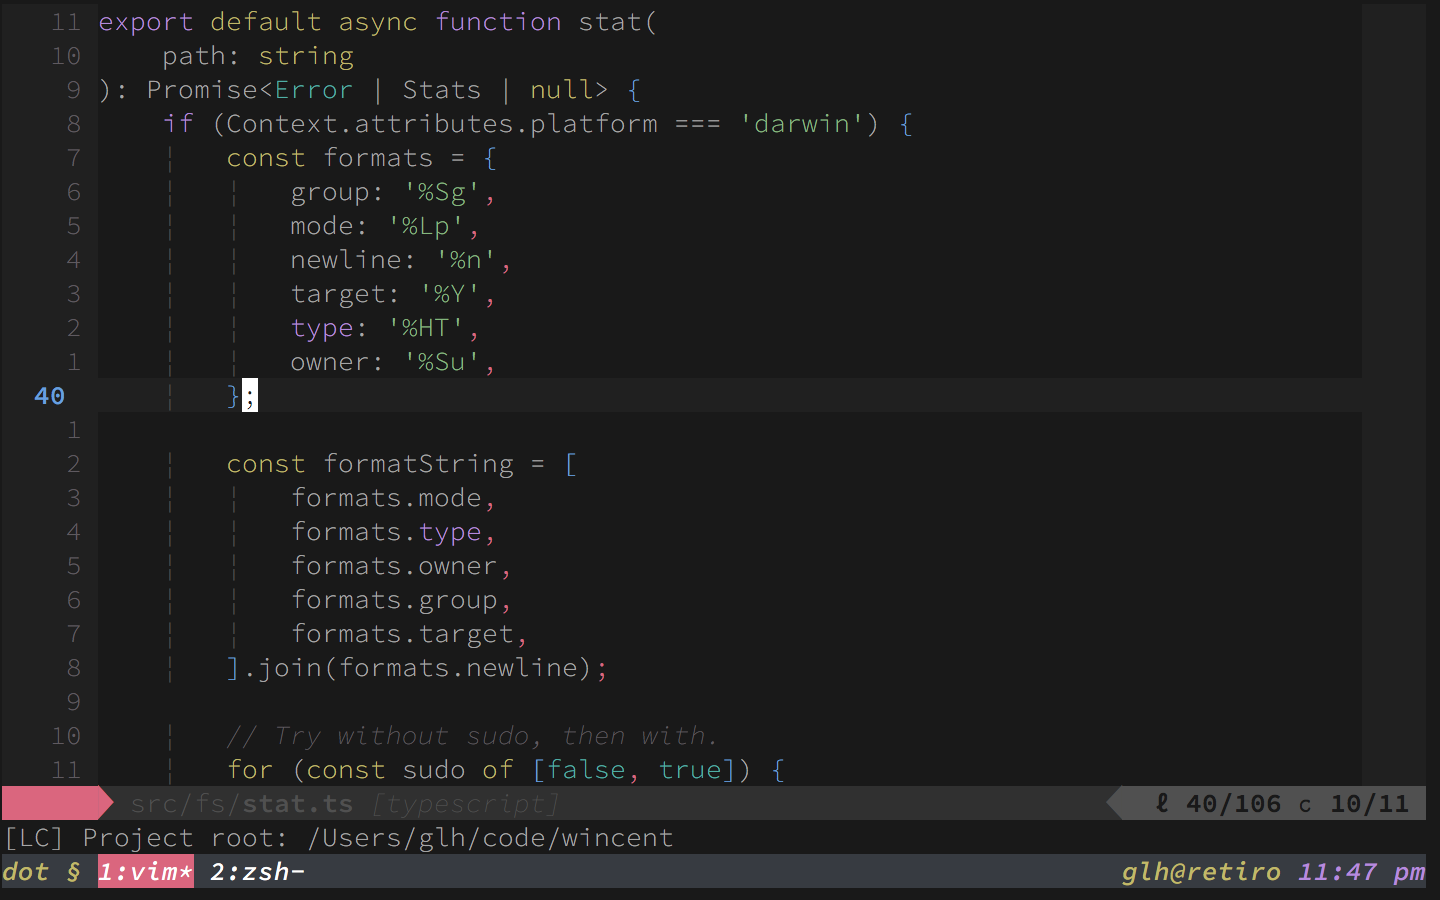 11 export default async function stat(
10     path: string
9 ): Promise<Error | Stats | null> {
8     if (Context.attributes.platform === 'darwin') {
7         const formats = {
6             group: '%Sg',
5             mode: '%Lp',
4             newline: '%n',
3             target: '%Y',
2             type: '%HT',
1             owner: '%Su',
40         };
1
2         const formatString = [
3             formats.mode,
4             formats.type,
5             formats.owner,
6             formats.group,
7             formats.target,
8         ].join(formats.newline);
9
10         // Try without sudo, then with.
11         for (const sudo of [false, true]) {
src/fs/stat.ts [typescript] ℓ 40/106 c 10/11
[LC] Project root: /Users/glh/code/wincent
dot § 1:vim* 2:zsh- glh@retiro 11:47 pm